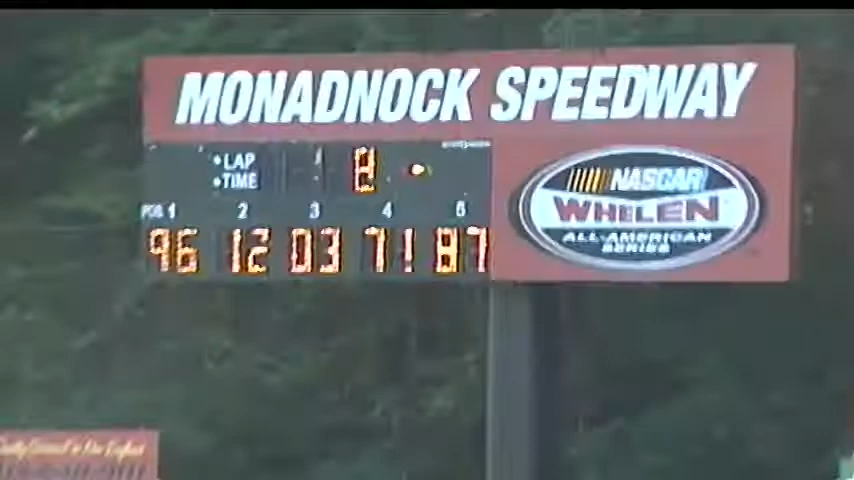 MONADNOCK SPEEDWAY
•LAP
•TIME
POS 1 2 3 4 5
96 12 03 71 87
NASCAR
WHELEN
ALL-AMERICAN
SERIES